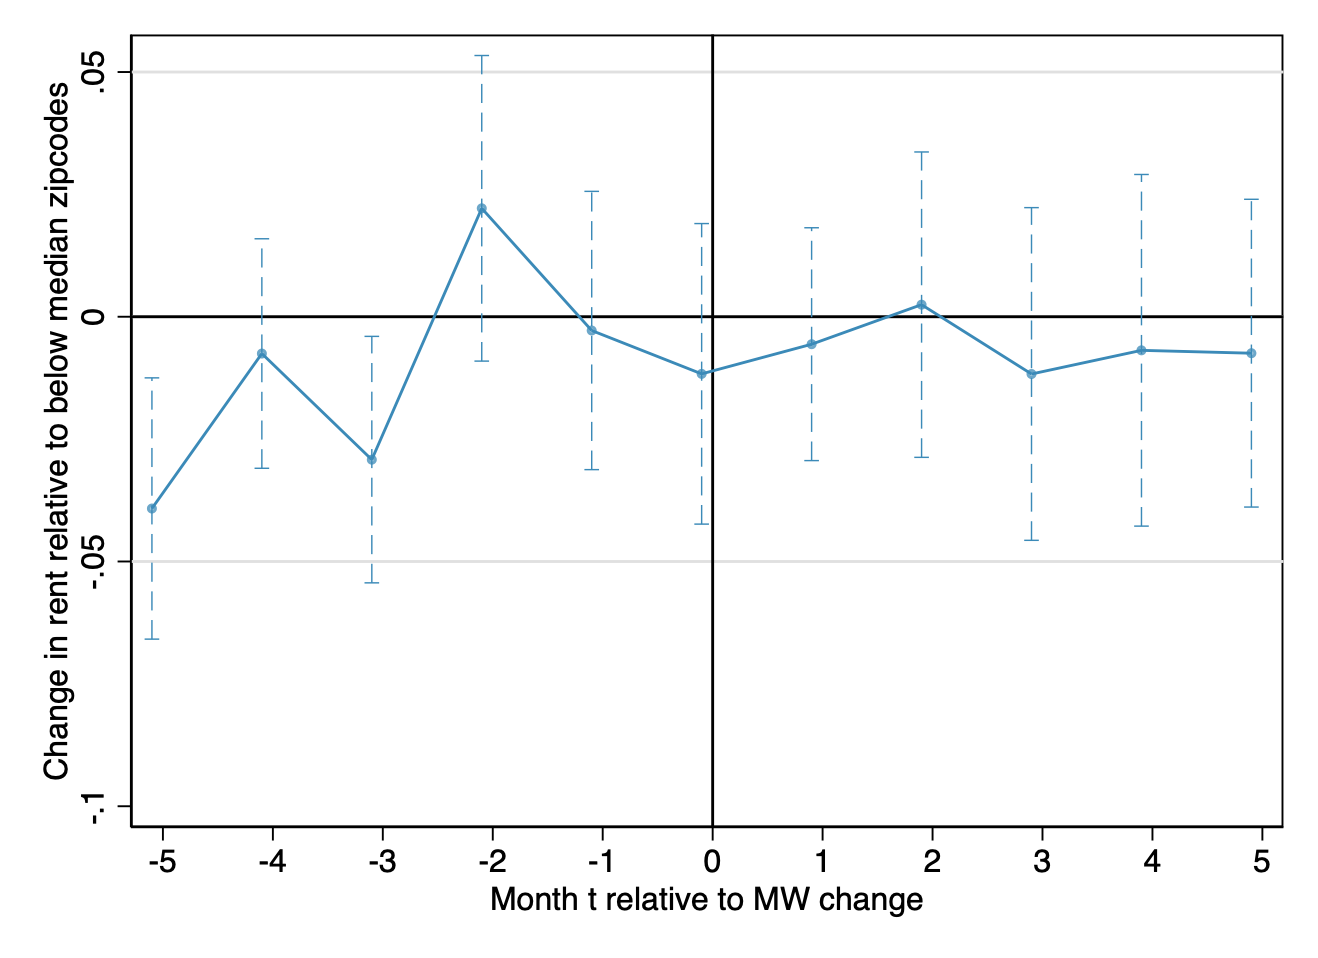 Change in rent relative to below median zipcodes
.05
0
-.05
-.1
-5 -4 -3 -2 -1 0 1 2 3 4 5
Month t relative to MW change